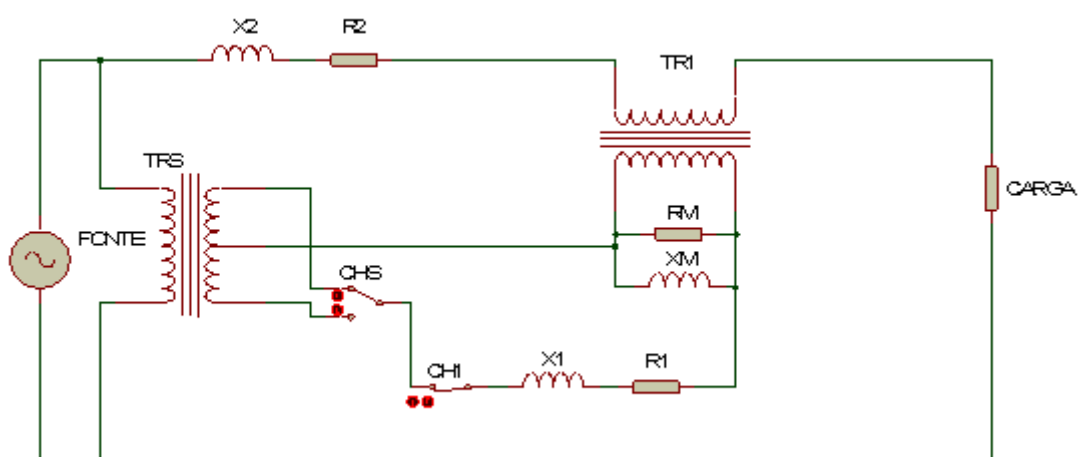 X2
R2
TR1
TRS
CARGA
FONTE
RM
XM
CHS
X1
R1
CH1